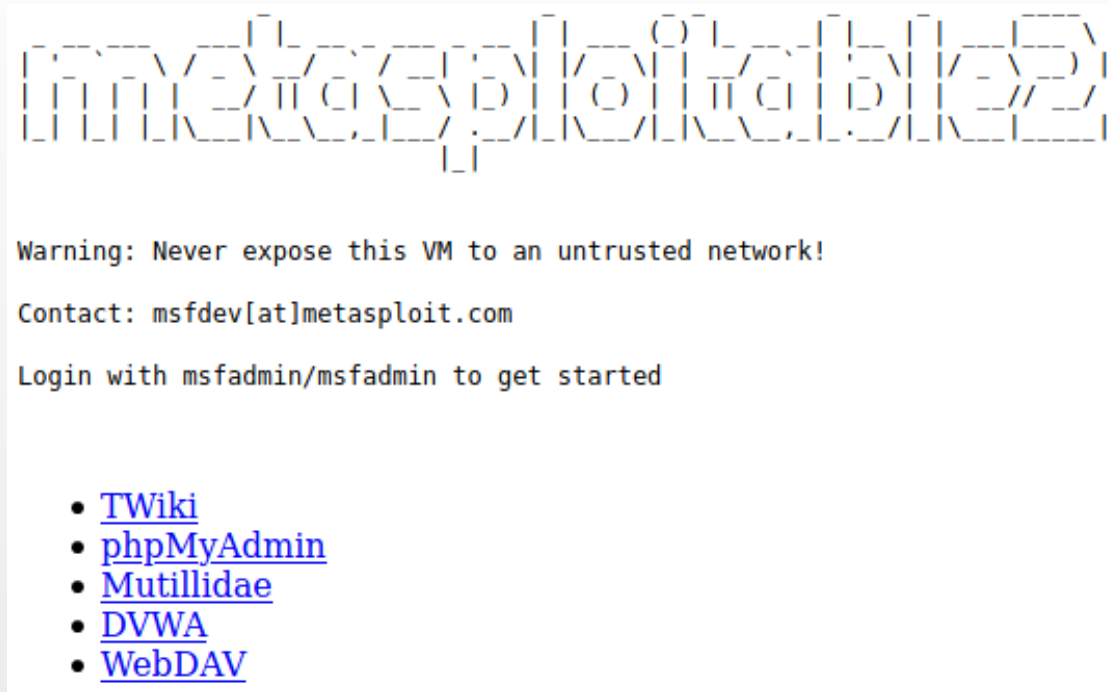 metasploitable2
Warning: Never expose this VM to an untrusted network!
Contact: msfdev[at]metasploit.com
Login with msfadmin/msfadmin to get started
TWiki
phpMyAdmin
Mutillidae
DVWA
WebDAV